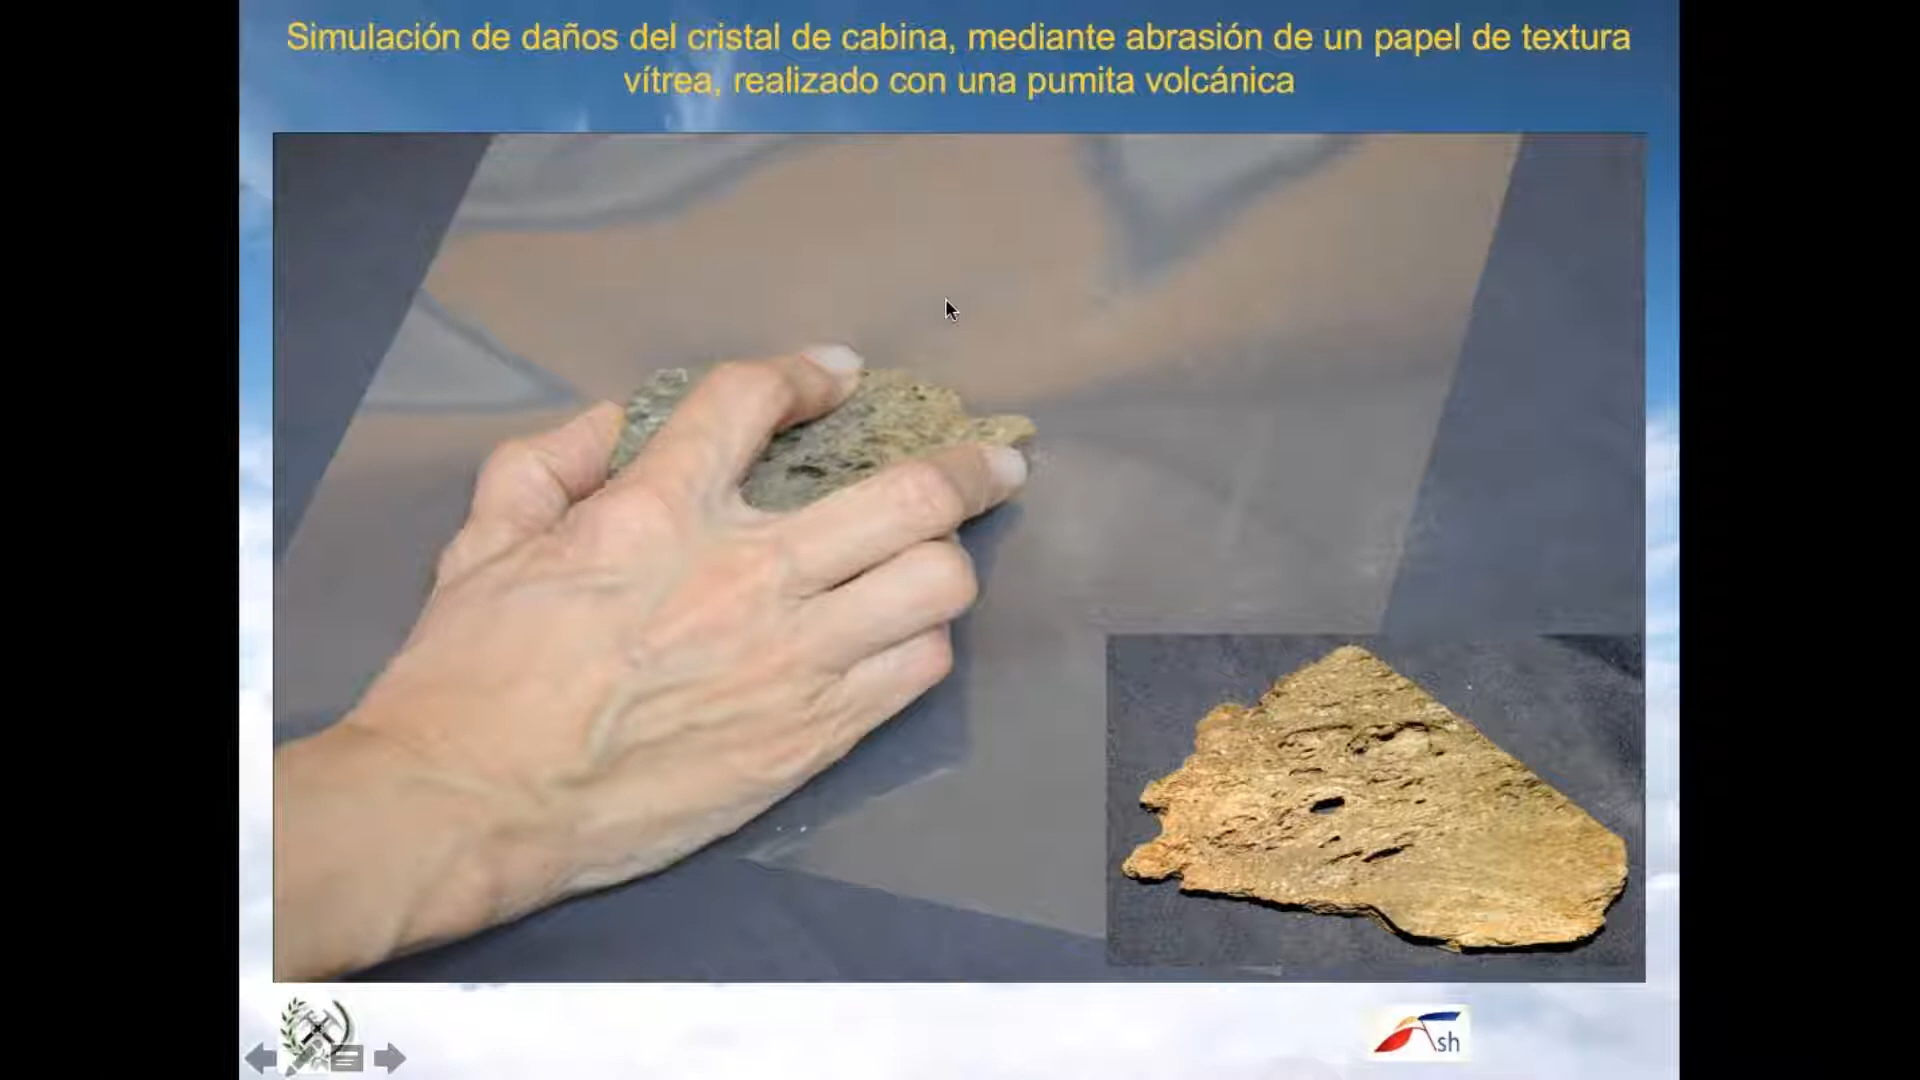 Simulación de daños del cristal de cabina, mediante abrasión de un papel de textura
vítrea, realizado con una pumita volcánica
sh